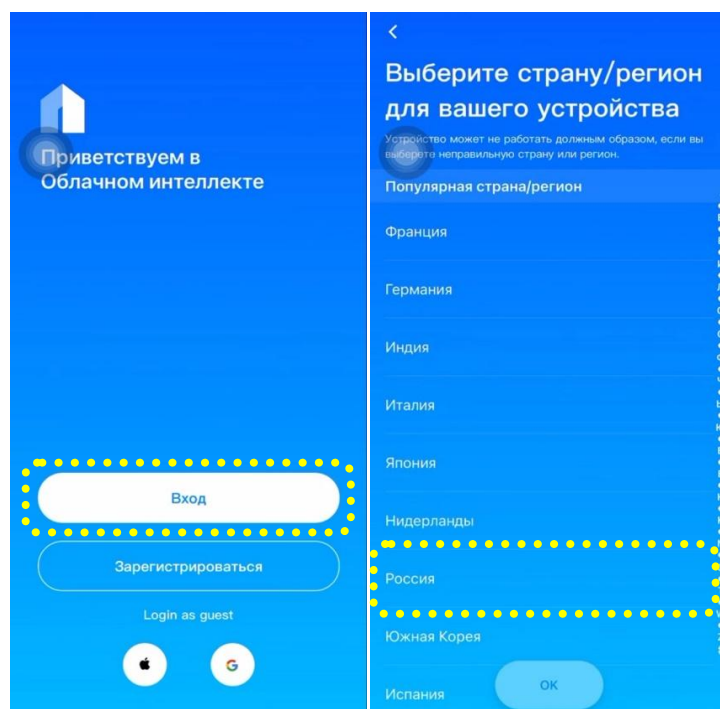 Приветствуем в
Облачном интеллекте
Вход
Зарегистрироваться
Login as guest
Выберите страну/регион
для вашего устройства
Устройство может не работать должным образом, если вы
выберете неправильную страну или регион.
Популярная страна/регион
Франция
Германия
Индия
Италия
Япония
Нидерланды
Россия
Южная Корея
Испания
ОК